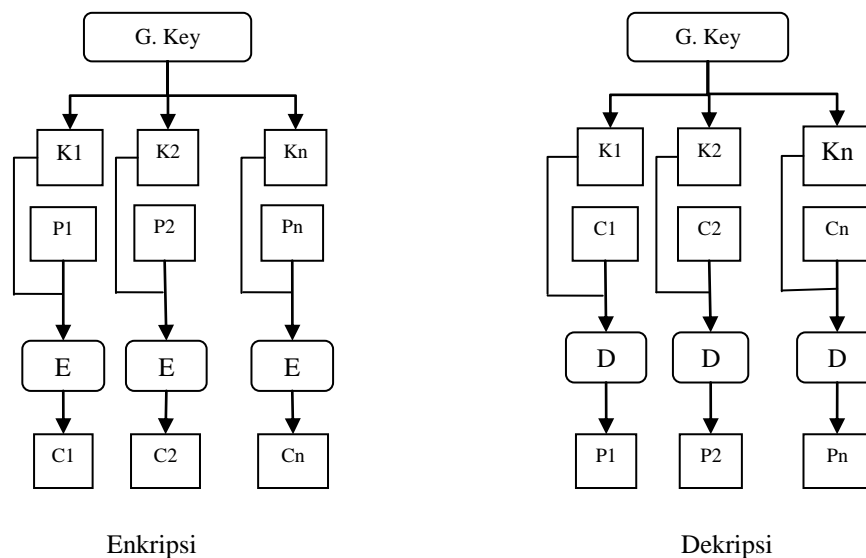 G. Key
K1 K2 Kn
P1 P2 Pn
E E E
C1 C2 Cn
Enkripsi
G. Key
K1 K2 Kn
C1 C2 Cn
D D D
P1 P2 Pn
Dekripsi